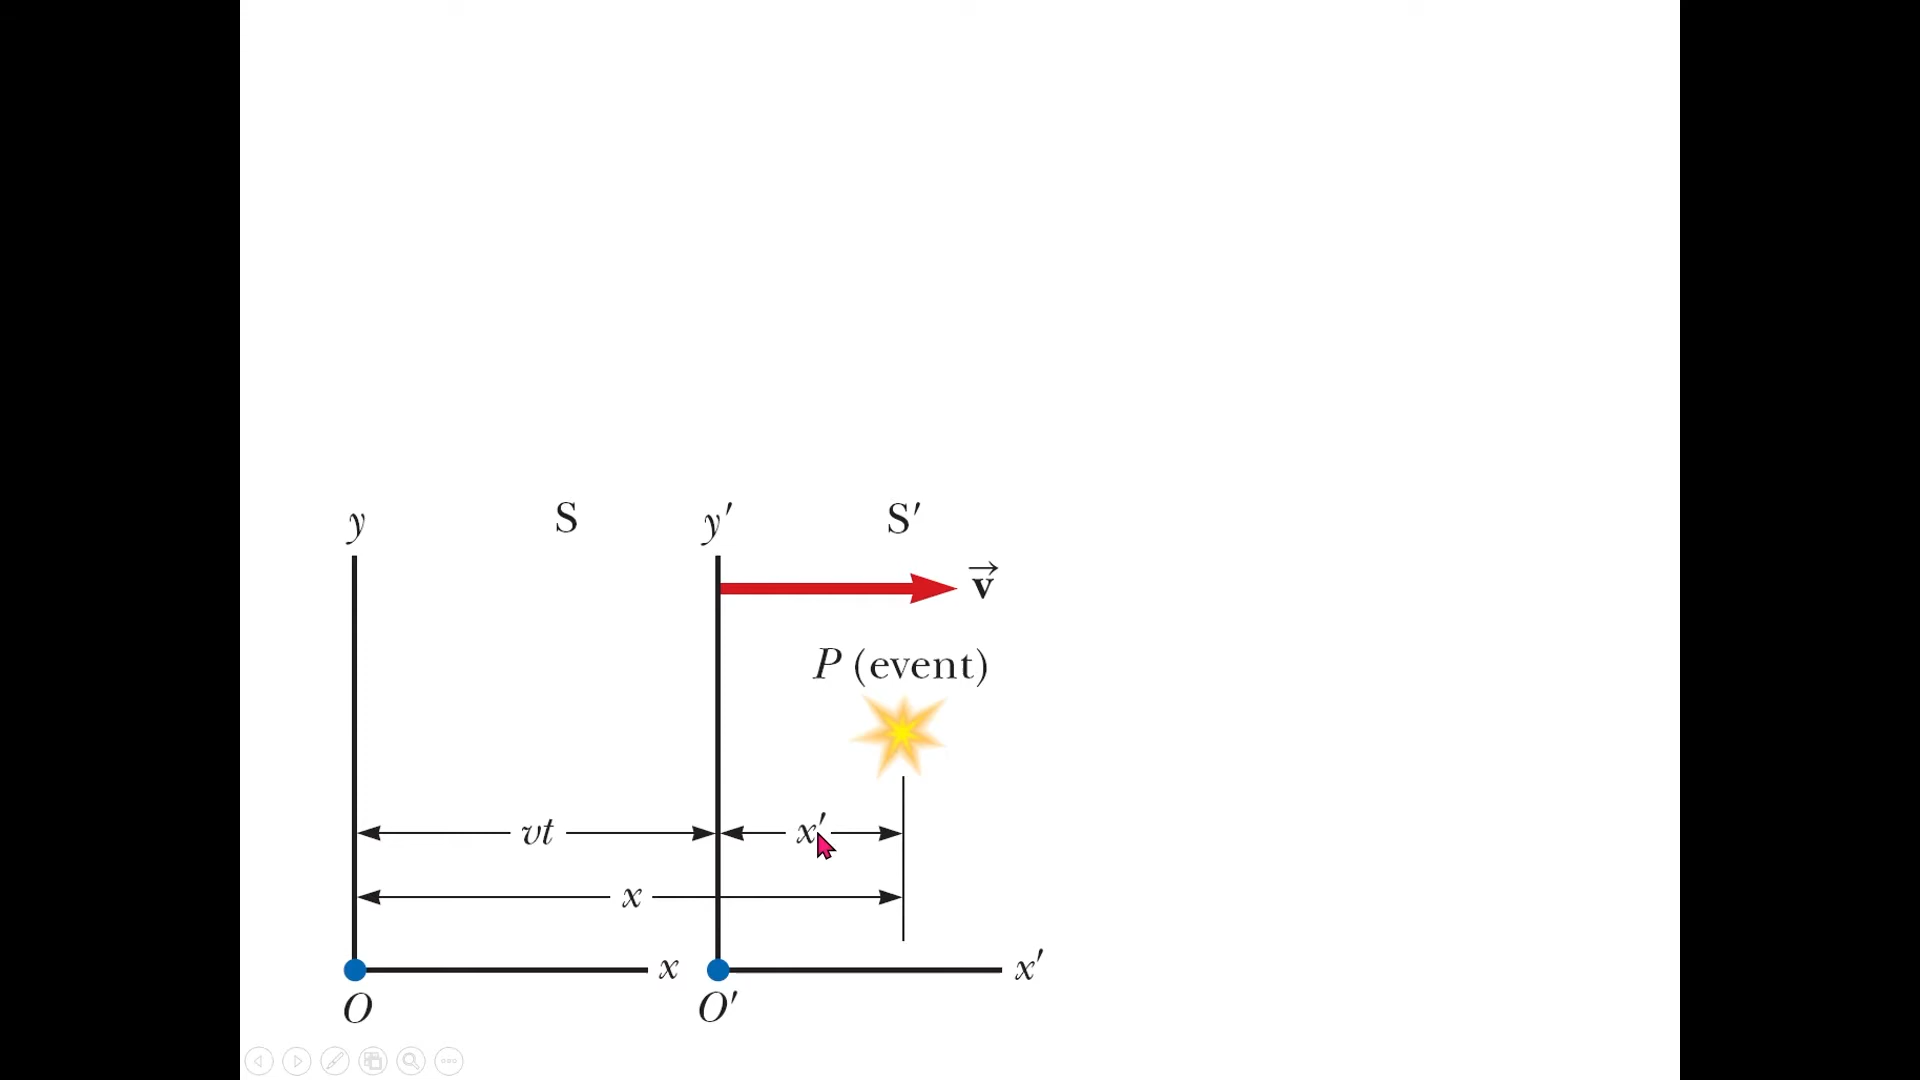 y S y′ S′
v⃗
P (event)
vt x′
x
x x′
O O′